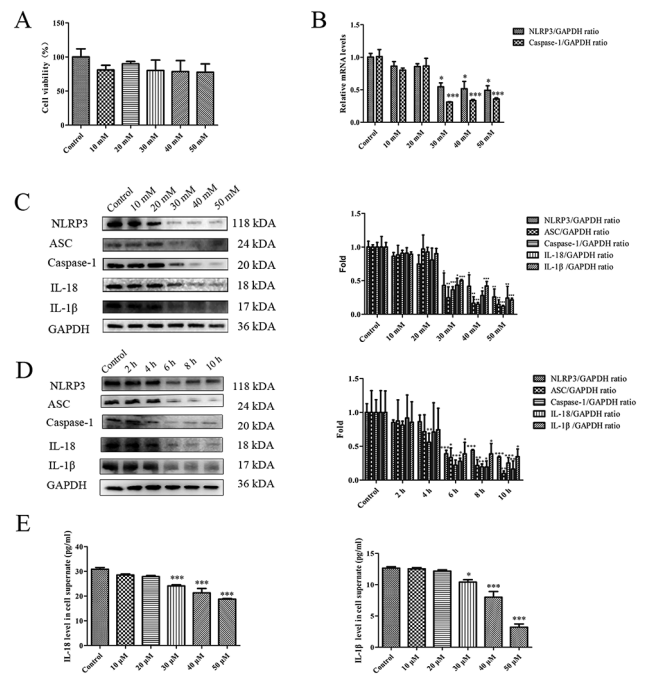 A
Cell viability (%)
150
100
50
0
Control
10 mM
20 mM
30 mM
40 mM
50 mM
B
Relative mRNA levels
2.0
1.5
1.0
0.5
0.0
NLRP3/GAPDH ratio
Caspase-1/GAPDH ratio
*
***
*
***
*
***
Control
10 mM
20 mM
30 mM
40 mM
50 mM
C
Control
10 mM
20 mM
30 mM
40 mM
50 mM
NLRP3 118 kDA
ASC 24 kDA
Caspase-1 20 kDA
IL-18 18 kDA
IL-1β 17 kDA
GAPDH 36 kDA
Fold
1.5
1.0
0.5
0.0
NLRP3/GAPDH ratio
ASC/GAPDH ratio
Caspase-1/GAPDH ratio
IL-18/GAPDH ratio
IL-1β /GAPDH ratio
Control
10 mM
20 mM
30 mM
40 mM
50 mM
D
Control
2 h
4 h
6 h
8 h
10 h
NLRP3 118 kDA
ASC 24 kDA
Caspase-1 20 kDA
IL-18 18 kDA
IL-1β 17 kDA
GAPDH 36 kDA
Fold
1.5
1.0
0.5
0.0
NLRP3/GAPDH ratio
ASC/GAPDH ratio
Caspase-1/GAPDH ratio
IL-18/GAPDH ratio
IL-1β /GAPDH ratio
Control
2 h
4 h
6 h
8 h
10 h
E
IL-18 level in cell supernate (pg/ml)
40
30
20
10
0
***
***
***
Control
10 μM
20 μM
30 μM
40 μM
50 μM
IL-1β level in cell supernate (pg/ml)
15
10
5
0
*
***
***
Control
10 μM
20 μM
30 μM
40 μM
50 μM